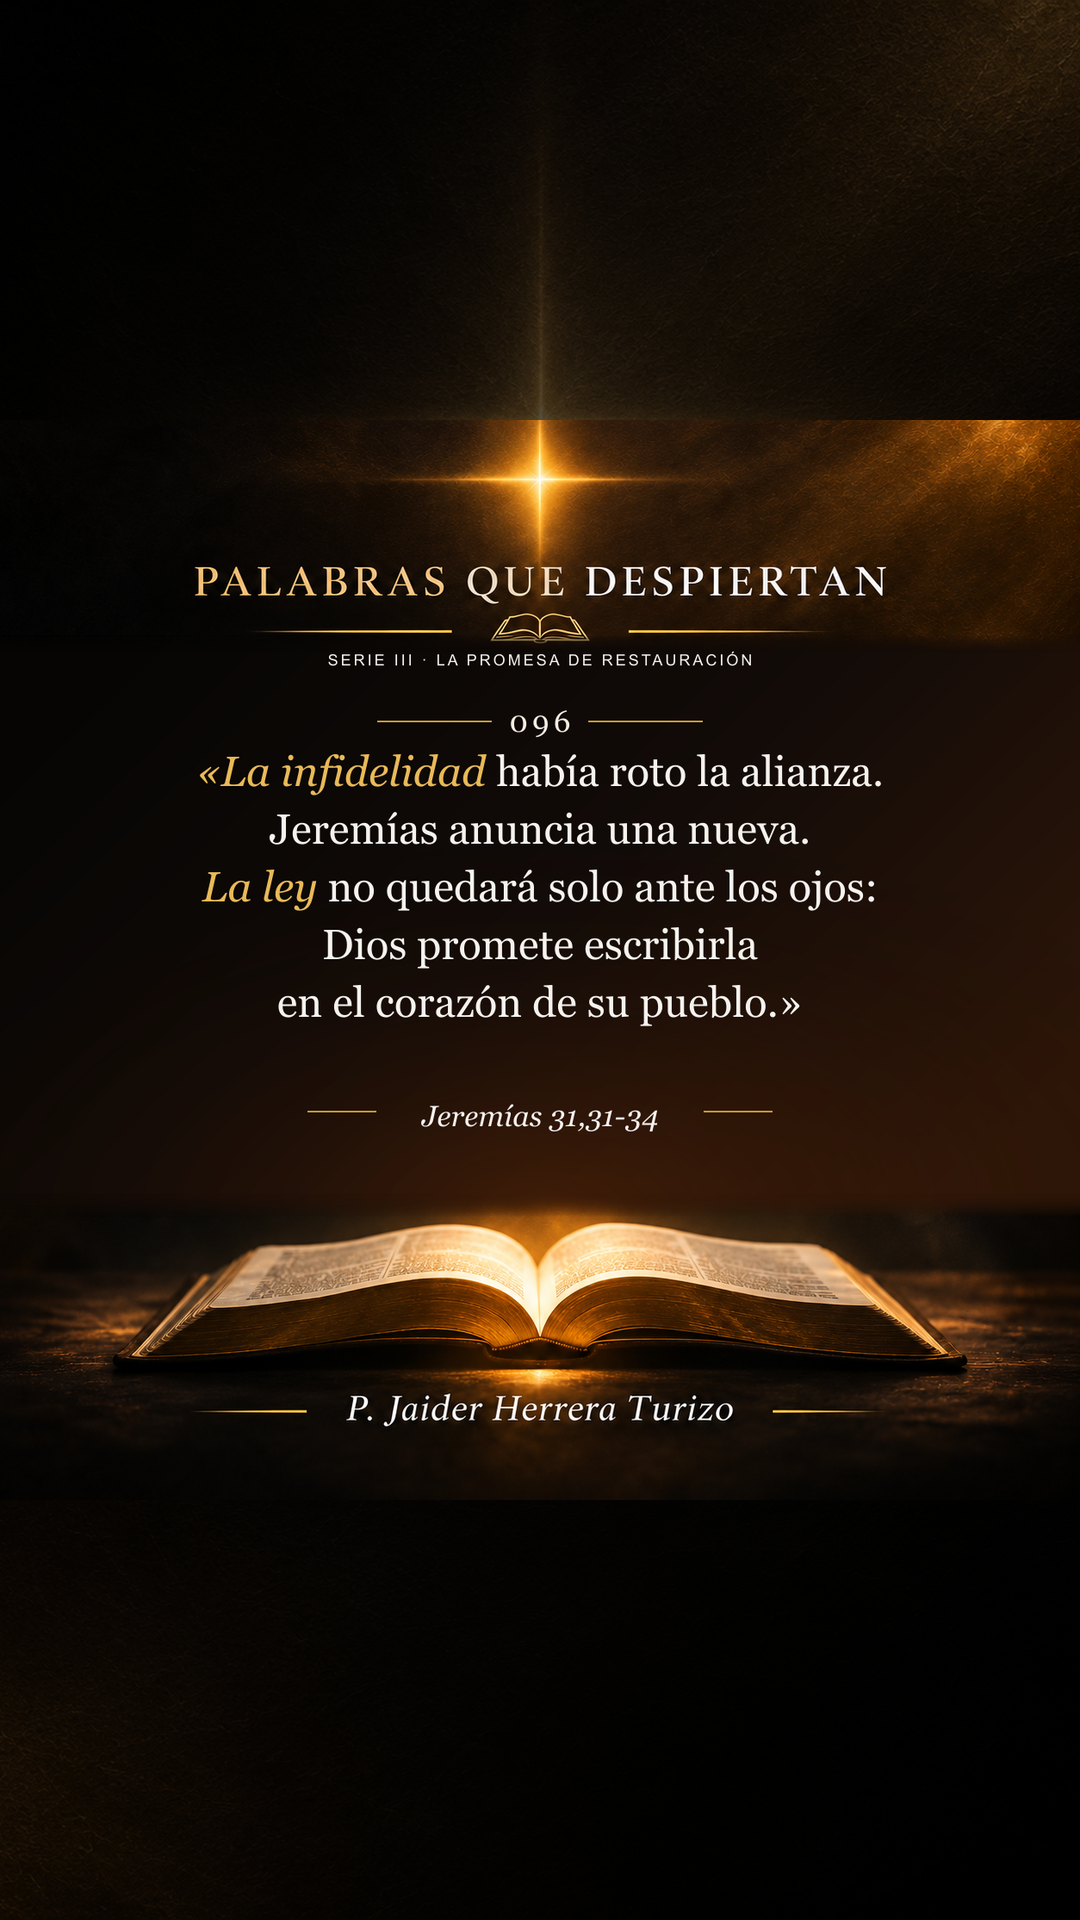 PALABRAS QUE DESPIERTAN
SERIE III · LA PROMESA DE RESTAURACIÓN
096
«La infidelidad había roto la alianza.
Jeremías anuncia una nueva.
La ley no quedará solo ante los ojos:
Dios promete escribirla
en el corazón de su pueblo.»
Jeremías 31,31-34
P. Jaider Herrera Turizo